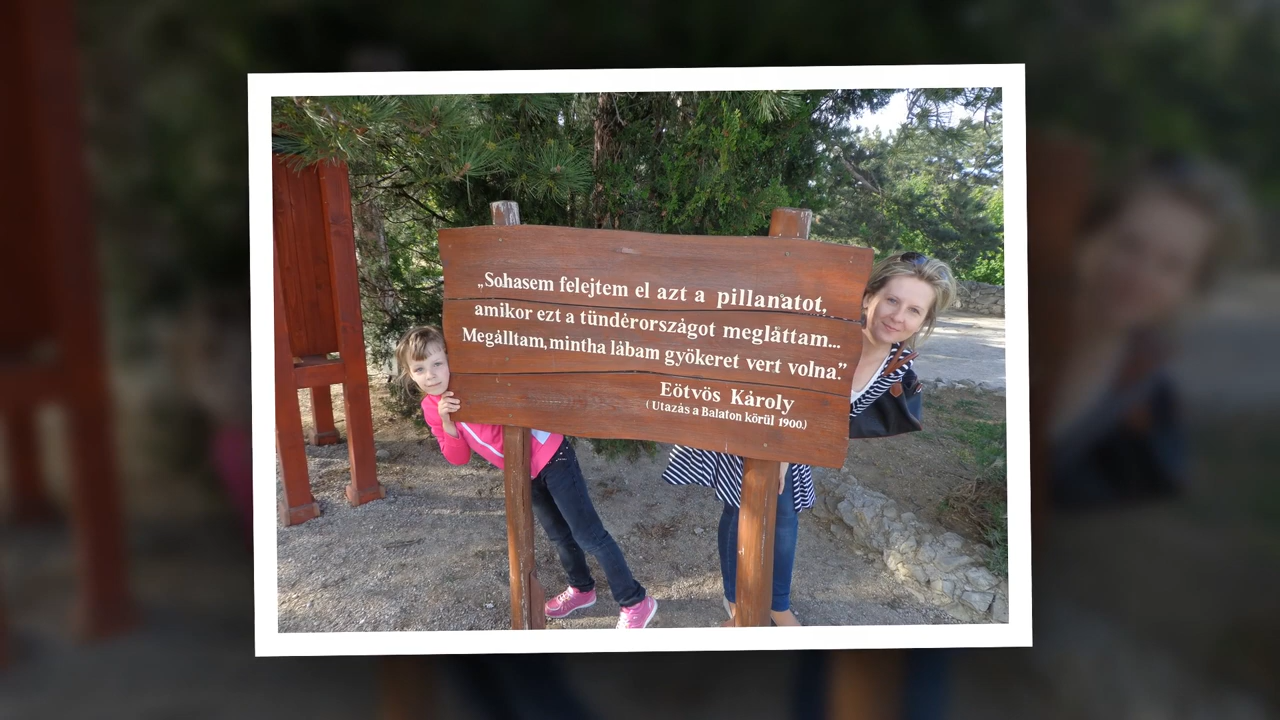 „Sohasem felejtem el azt a pillanatot,
amikor ezt a tündérországot megláttam...
Megálltam, mintha lábam gyökeret vert volna.”
Eötvös Károly
( Utazás a Balaton körül 1900.)